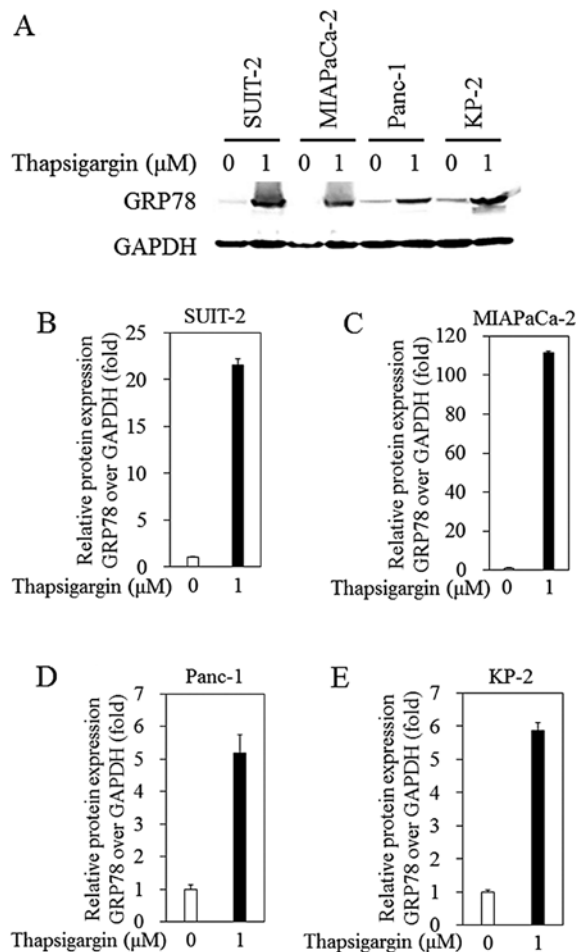 A
SUIT-2
MIAPaCa-2
Panc-1
KP-2
Thapsigargin (μM) 0 1 0 1 0 1 0 1
GRP78
GAPDH
B
SUIT-2
Relative protein expression
GRP78 over GAPDH (fold)
25
20
15
10
5
0
Thapsigargin (μM) 0 1
C
MIAPaCa-2
Relative protein expression
GRP78 over GAPDH (fold)
120
100
80
60
40
20
0
Thapsigargin (μM) 0 1
D
Panc-1
Relative protein expression
GRP78 over GAPDH (fold)
7
6
5
4
3
2
1
0
Thapsigargin (μM) 0 1
E
KP-2
Relative protein expression
GRP78 over GAPDH (fold)
7
6
5
4
3
2
1
0
Thapsigargin (μM) 0 1